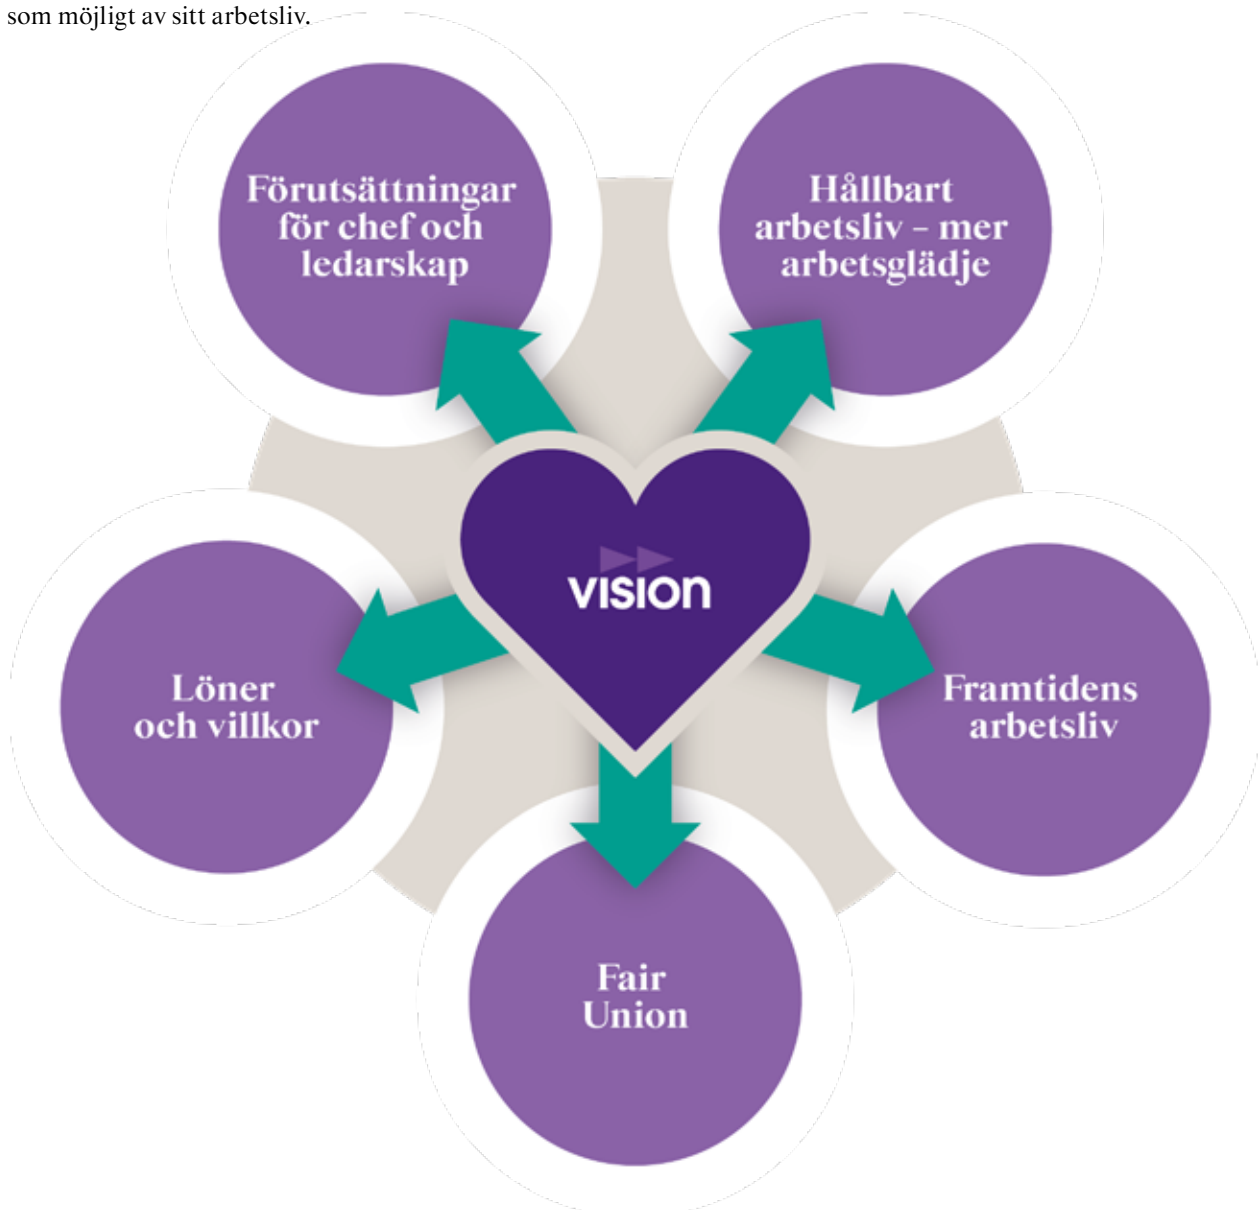 som möjligt av sitt arbetsliv.
Förutsättningar
för chef och
ledarskap
Hållbart
arbetsliv – mer
arbetsglädje
vision
Löner
och villkor
Framtidens
arbetsliv
Fair
Union